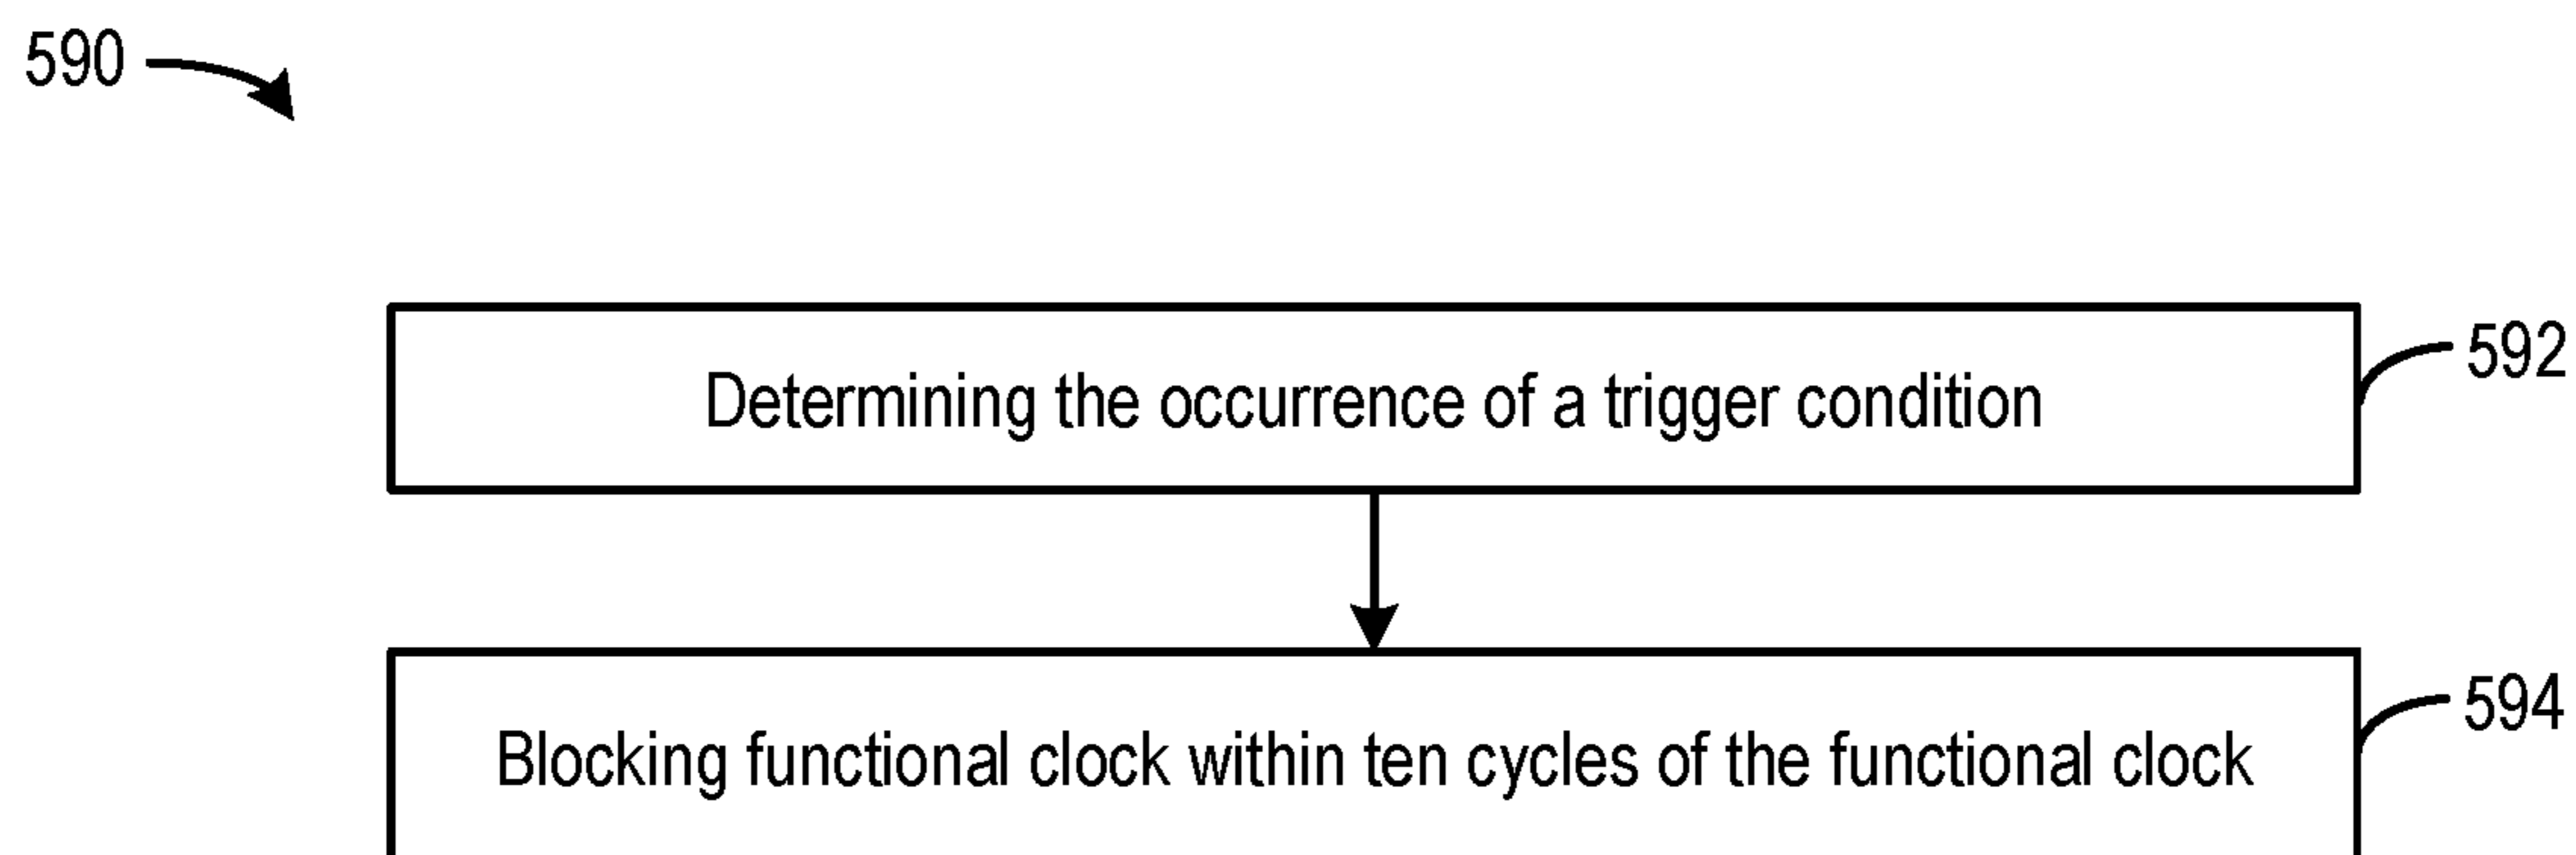 590
Determining the occurrence of a trigger condition
592
Blocking functional clock within ten cycles of the functional clock
594